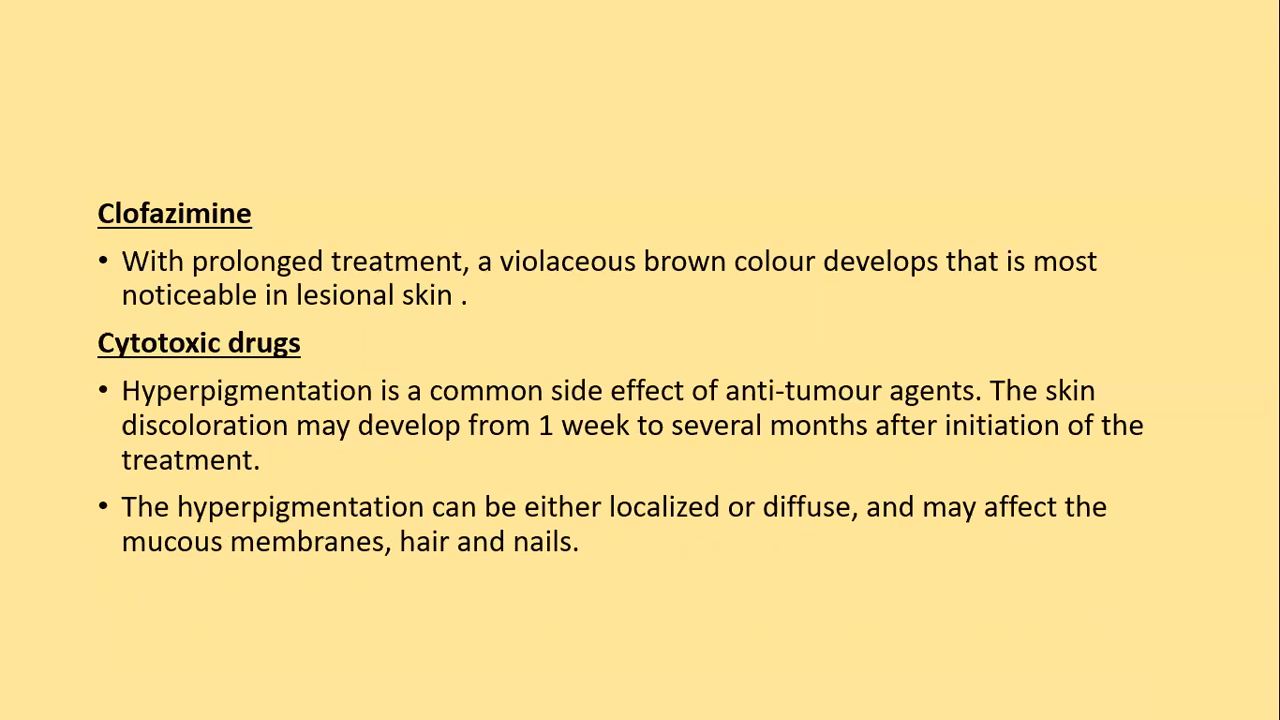 Clofazimine
• With prolonged treatment, a violaceous brown colour develops that is most
noticeable in lesional skin .
Cytotoxic drugs
• Hyperpigmentation is a common side effect of anti-tumour agents. The skin
discoloration may develop from 1 week to several months after initiation of the
treatment.
• The hyperpigmentation can be either localized or diffuse, and may affect the
mucous membranes, hair and nails.